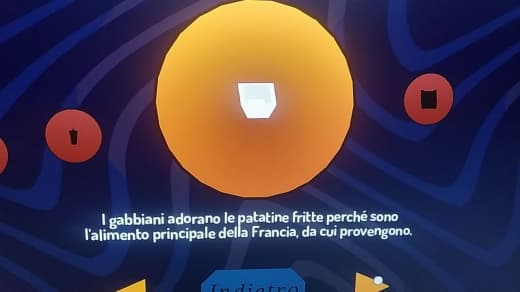 I gabbiani adorano le patatine fritte perché sono
l'alimento principale della Francia, da cui provengono.
Indietro